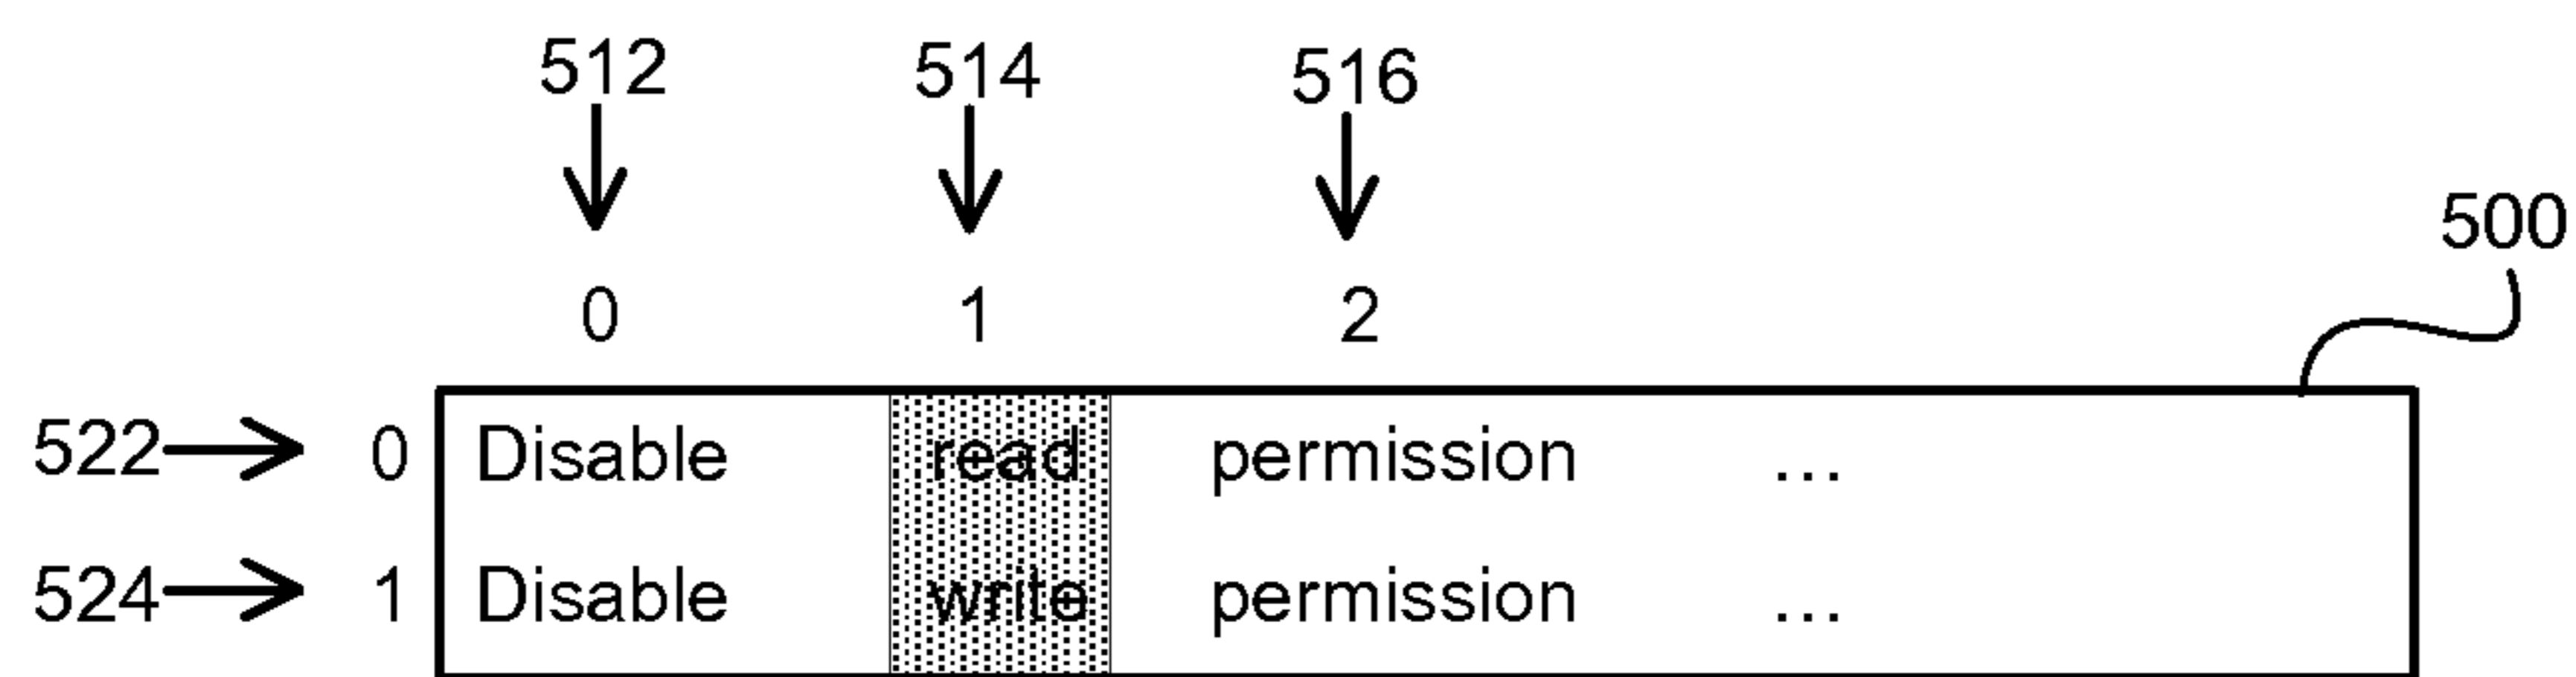 512 514 516
500
0 1 2
522 0 Disable read permission ...
524 1 Disable write permission ...